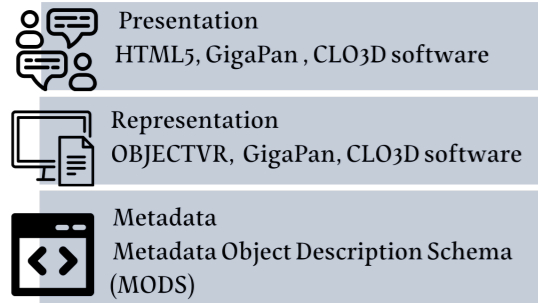 Presentation
HTML5, GigaPan , CLO3D software
Representation
OBJECTVR, GigaPan, CLO3D software
Metadata
Metadata Object Description Schema
(MODS)